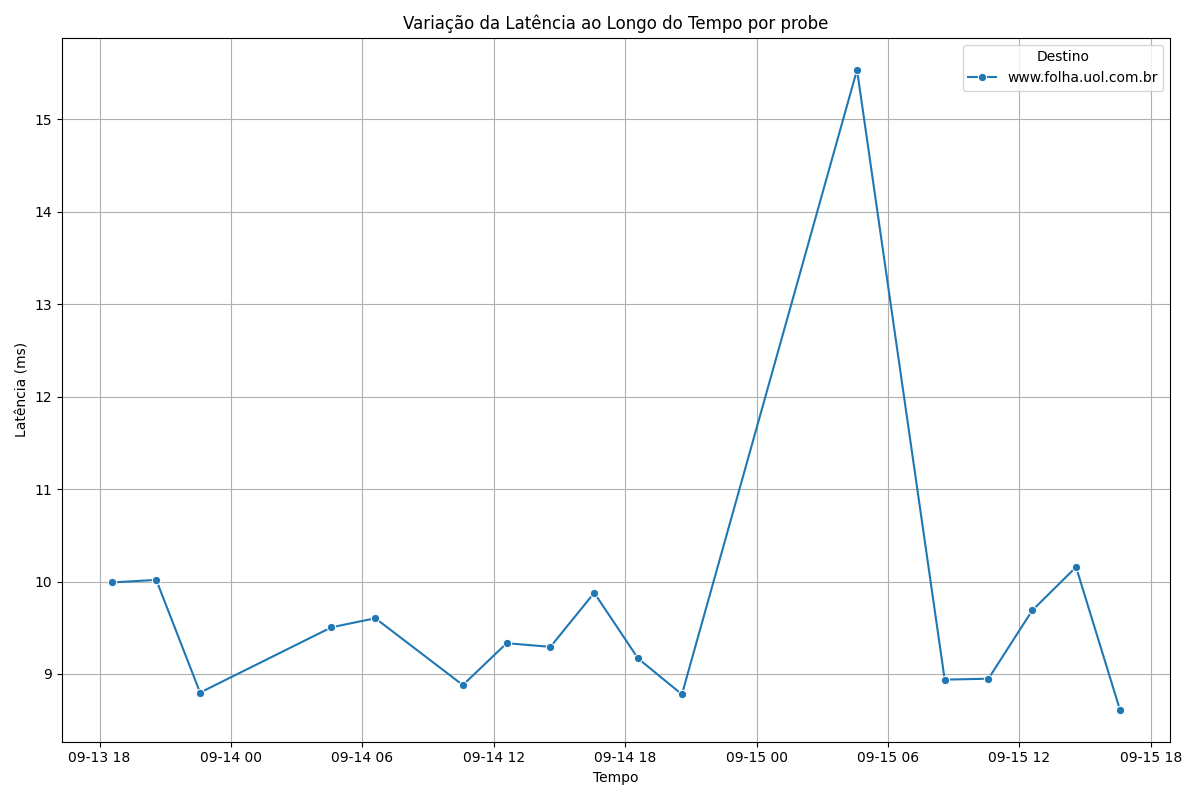 Variação da Latência ao Longo do Tempo por probe
Destino
www.folha.uol.com.br
Latência (ms)
15
14
13
12
11
10
9
09-13 18 09-14 00 09-14 06 09-14 12 09-14 18 09-15 00 09-15 06 09-15 12 09-15 18
Tempo